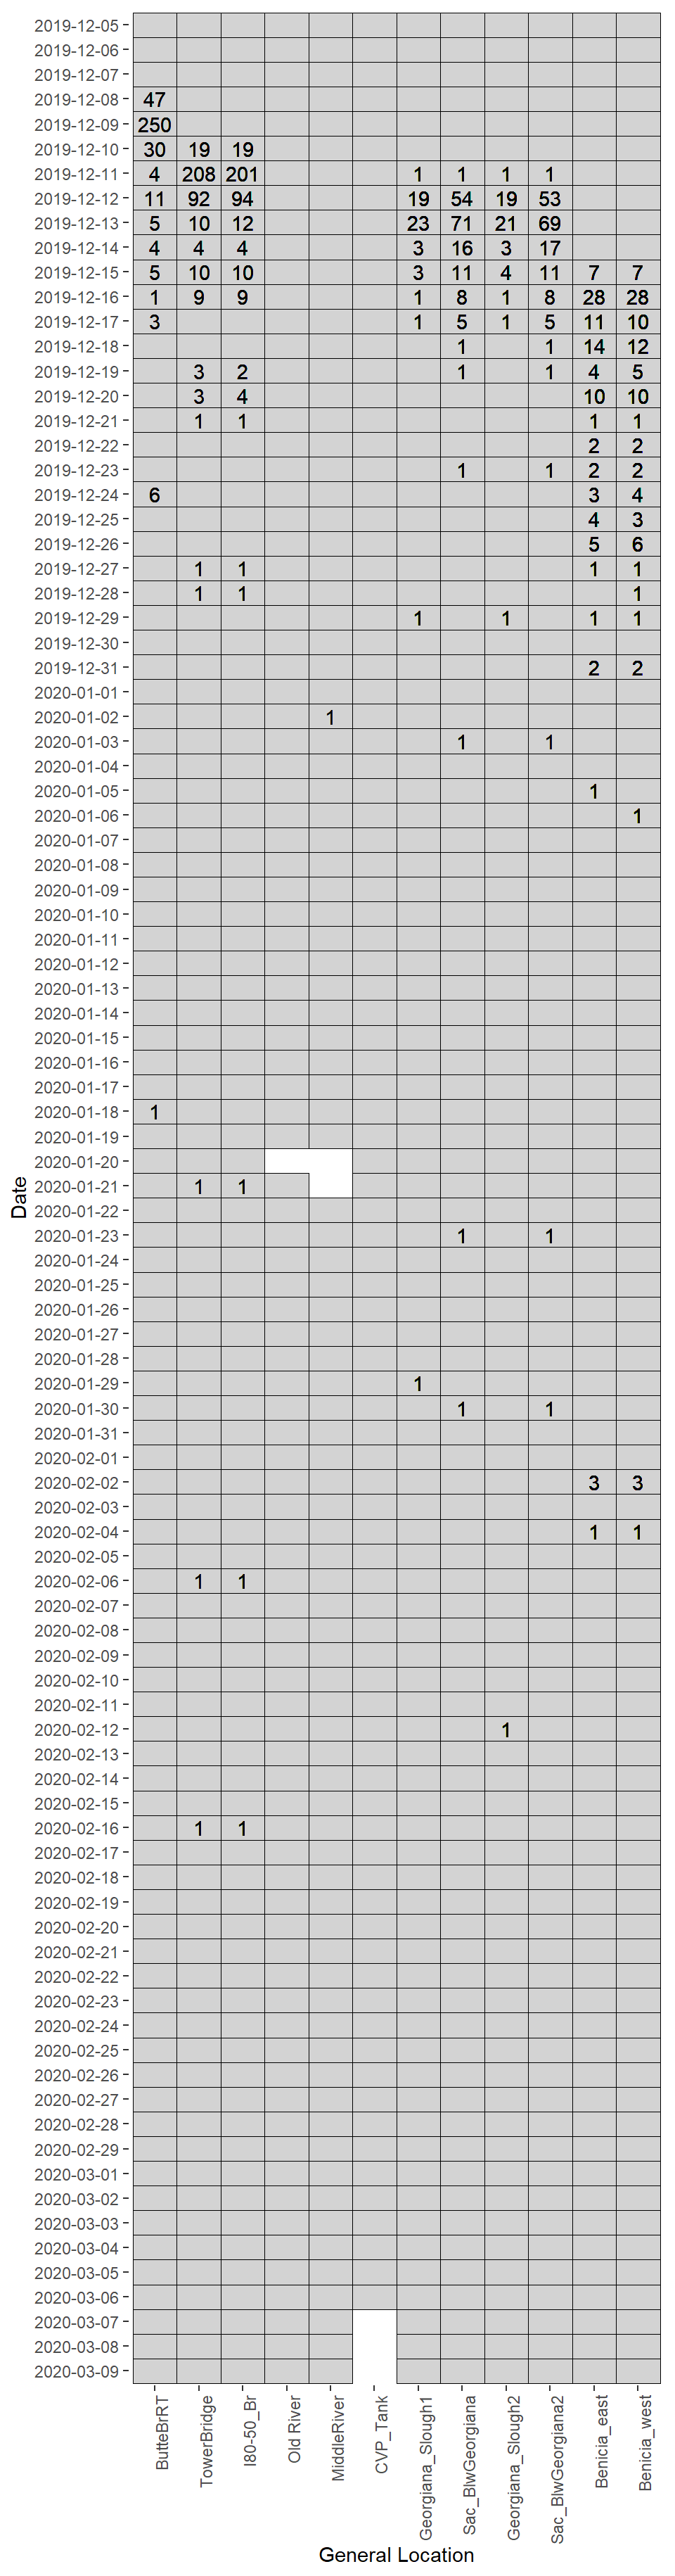 2019-12-05
2019-12-06
2019-12-07
2019-12-08 47
2019-12-09 250
2019-12-10 30 19 19
2019-12-11 4 208 201 1 1 1 1
2019-12-12 11 92 94 19 54 19 53
2019-12-13 5 10 12 23 71 21 69
2019-12-14 4 4 4 3 16 3 17
2019-12-15 5 10 10 3 11 4 11 7 7
2019-12-16 1 9 9 1 8 1 8 28 28
2019-12-17 3 1 5 1 5 11 10
2019-12-18 1 1 14 12
2019-12-19 3 2 1 1 4 5
2019-12-20 3 4 10 10
2019-12-21 1 1 1 1
2019-12-22 2 2
2019-12-23 1 1 2 2
2019-12-24 6 3 4
2019-12-25 4 3
2019-12-26 5 6
2019-12-27 1 1 1 1
2019-12-28 1 1 1
2019-12-29 1 1 1 1
2019-12-30
2019-12-31 2 2
2020-01-01
2020-01-02 1
2020-01-03 1 1
2020-01-04
2020-01-05 1
2020-01-06 1
2020-01-07
2020-01-08
2020-01-09
2020-01-10
2020-01-11
2020-01-12
2020-01-13
2020-01-14
2020-01-15
2020-01-16
2020-01-17
2020-01-18 1
2020-01-19
2020-01-20
2020-01-21 1 1
2020-01-22
2020-01-23 1 1
2020-01-24
2020-01-25
2020-01-26
2020-01-27
2020-01-28
2020-01-29 1
2020-01-30 1 1
2020-01-31
2020-02-01
2020-02-02 3 3
2020-02-03
2020-02-04 1 1
2020-02-05
2020-02-06 1 1
2020-02-07
2020-02-08
2020-02-09
2020-02-10
2020-02-11
2020-02-12 1
2020-02-13
2020-02-14
2020-02-15
2020-02-16 1 1
2020-02-17
2020-02-18
2020-02-19
2020-02-20
2020-02-21
2020-02-22
2020-02-23
2020-02-24
2020-02-25
2020-02-26
2020-02-27
2020-02-28
2020-02-29
2020-03-01
2020-03-02
2020-03-03
2020-03-04
2020-03-05
2020-03-06
2020-03-07
2020-03-08
2020-03-09
Date
ButteBrRT
TowerBridge
I80-50_Br
Old River
MiddleRiver
CVP_Tank
Georgiana_Slough1
Sac_BlwGeorgiana
Georgiana_Slough2
Sac_BlwGeorgiana2
Benicia_east
Benicia_west
General Location